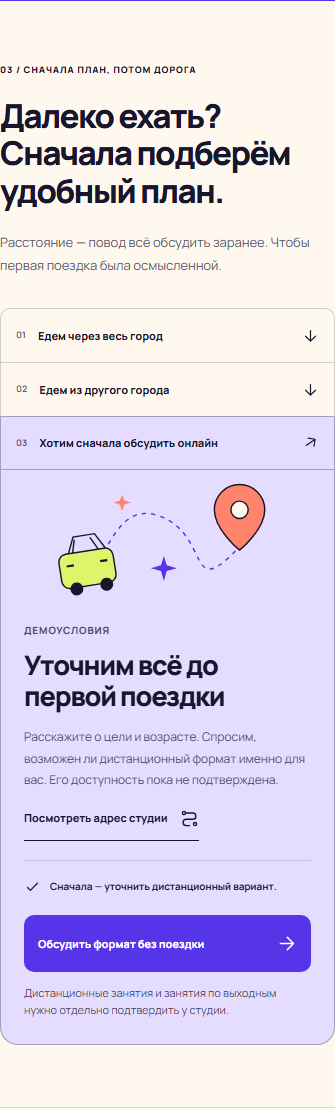 03 / СНАЧАЛА ПЛАН, ПОТОМ ДОРОГА
Далеко ехать?
Сначала подберём
удобный план.
Расстояние — повод всё обсудить заранее. Чтобы
первая поездка была осмысленной.
01 Едем через весь город
02 Едем из другого города
03 Хотим сначала обсудить онлайн
ДЕМОУСЛОВИЯ
Уточним всё до
первой поездки
Расскажите о цели и возрасте. Спросим,
возможен ли дистанционный формат именно для
вас. Его доступность пока не подтверждена.
Посмотреть адрес студии
Сначала — уточнить дистанционный вариант.
Обсудить формат без поездки
Дистанционные занятия и занятия по выходным
нужно отдельно подтвердить у студии.